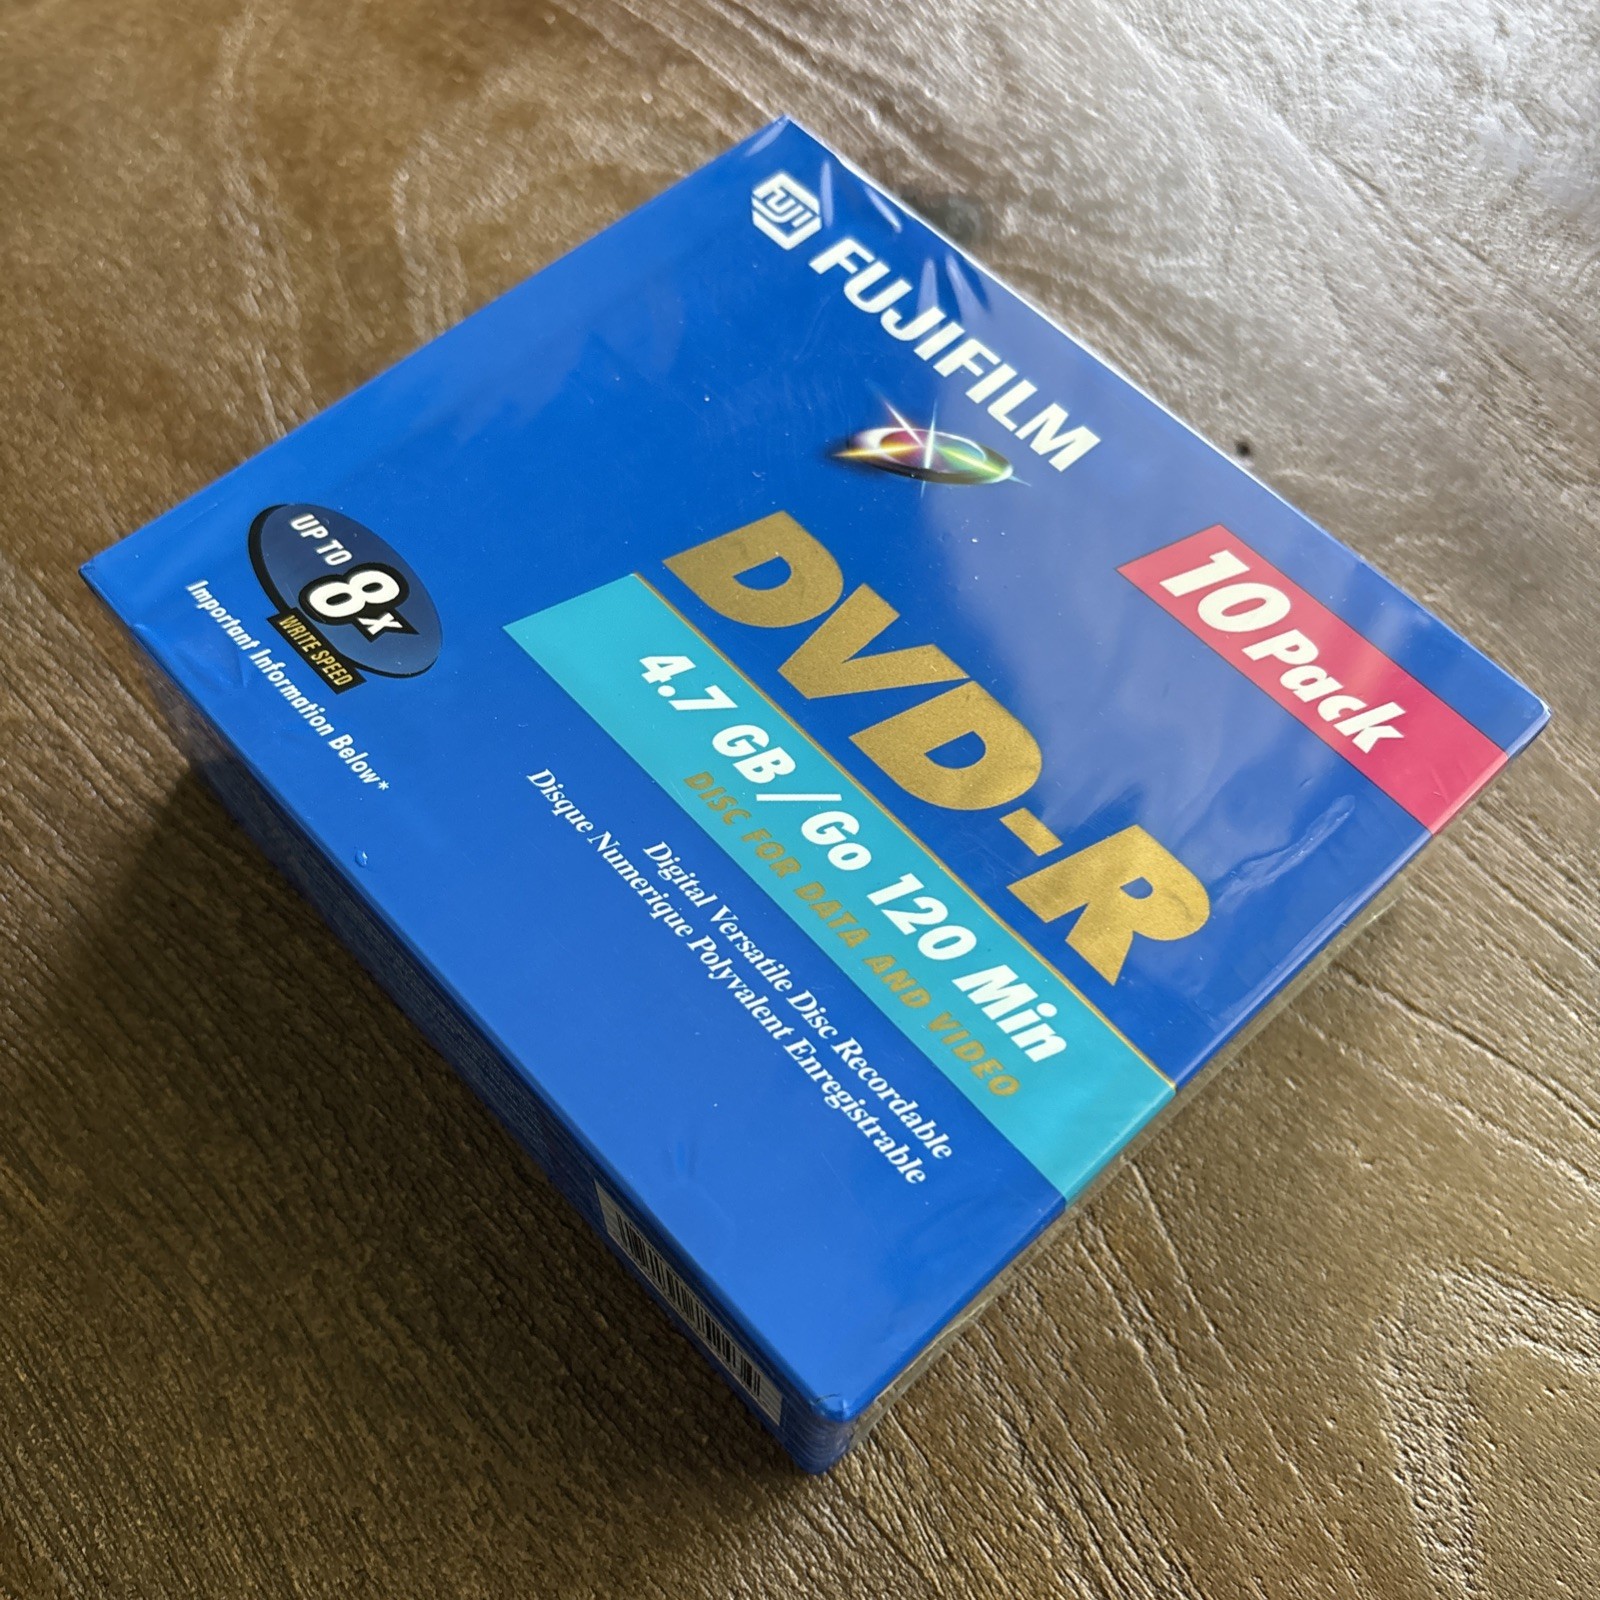 FUJI
FUJIFILM
10 Pack
DVD-R
4.7 GB/Go 120 Min
DISC FOR DATA AND VIDEO
Digital Versatile Disc Recordable
Disque Numerique Polyvalent Enregistrable
UP TO
8x
WRITE SPEED
Important Information Below*